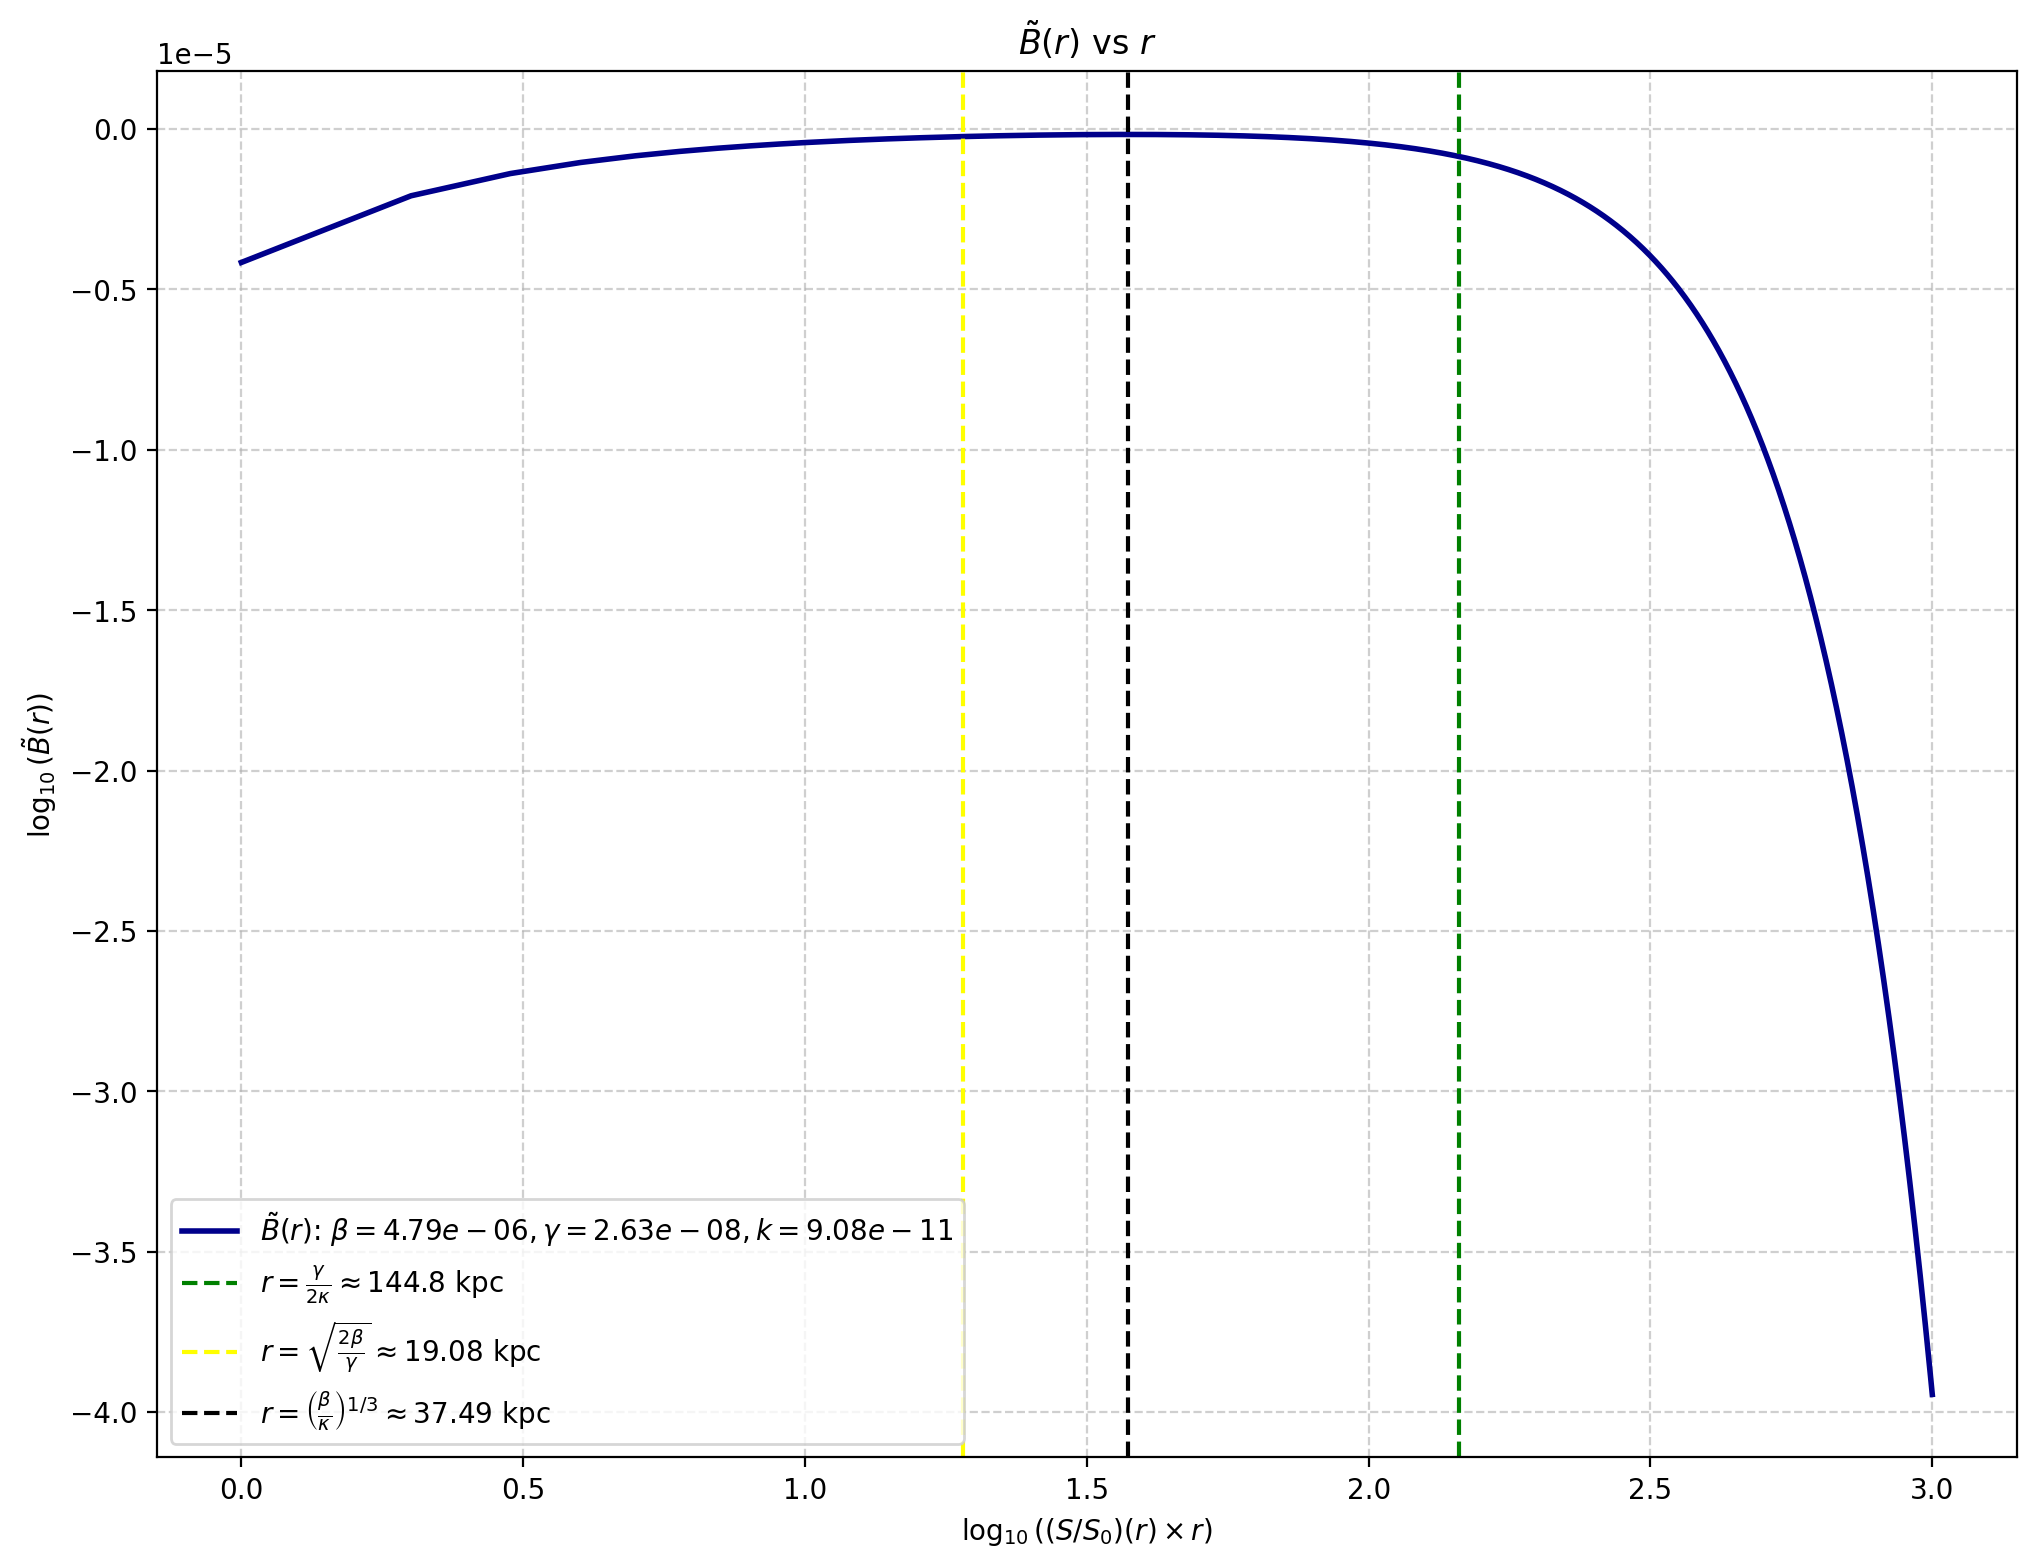 B̃(r) vs r
1e−5
0.0
−0.5
−1.0
−1.5
−2.0
−2.5
−3.0
−3.5
−4.0
log₁₀(B̃(r))
B̃(r): β = 4.79e − 06, γ = 2.63e − 08, k = 9.08e − 11
r = γ/2κ ≈ 144.8 kpc
r = √(2β/γ) ≈ 19.08 kpc
r = (β/κ)^1/3 ≈ 37.49 kpc
0.0 0.5 1.0 1.5 2.0 2.5 3.0
log₁₀((S/S₀)(r) × r)